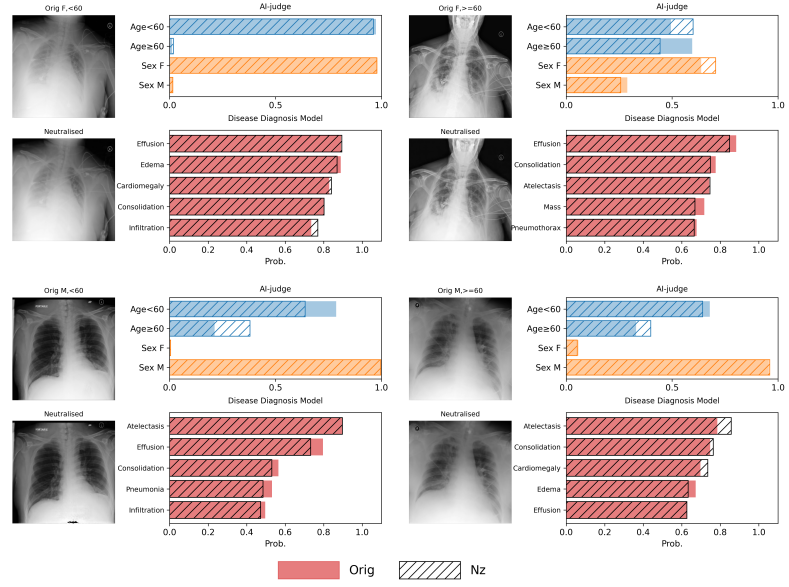 Orig F,<60
AI-judge
Age<60
Age≥60
Sex F
Sex M
0.0 0.5 1.0
Neutralised
Disease Diagnosis Model
Effusion
Edema
Cardiomegaly
Consolidation
Infiltration
0.0 0.2 0.4 0.6 0.8 1.0
Prob.
Orig F,>=60
AI-judge
Age<60
Age≥60
Sex F
Sex M
0.0 0.5 1.0
Neutralised
Disease Diagnosis Model
Effusion
Consolidation
Atelectasis
Mass
Pneumothorax
0.0 0.2 0.4 0.6 0.8 1.0
Prob.
Orig M,<60
AI-judge
Age<60
Age≥60
Sex F
Sex M
0.0 0.5 1.0
Neutralised
Disease Diagnosis Model
Atelectasis
Effusion
Consolidation
Pneumonia
Infiltration
0.0 0.2 0.4 0.6 0.8 1.0
Prob.
Orig M,>=60
AI-judge
Age<60
Age≥60
Sex F
Sex M
0.0 0.5 1.0
Neutralised
Disease Diagnosis Model
Atelectasis
Consolidation
Cardiomegaly
Edema
Effusion
0.0 0.2 0.4 0.6 0.8 1.0
Prob.
Orig Nz